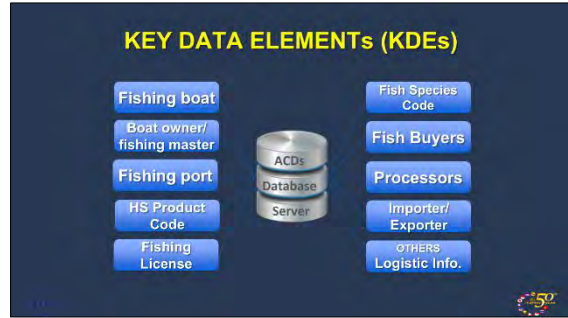 KEY DATA ELEMENTs (KDEs)
Fishing boat
Boat owner/
fishing master
Fishing port
HS Product
Code
Fishing
License
ACDs
Database
Server
Fish Species
Code
Fish Buyers
Processors
Importer/
Exporter
OTHERS
Logistic Info.
50